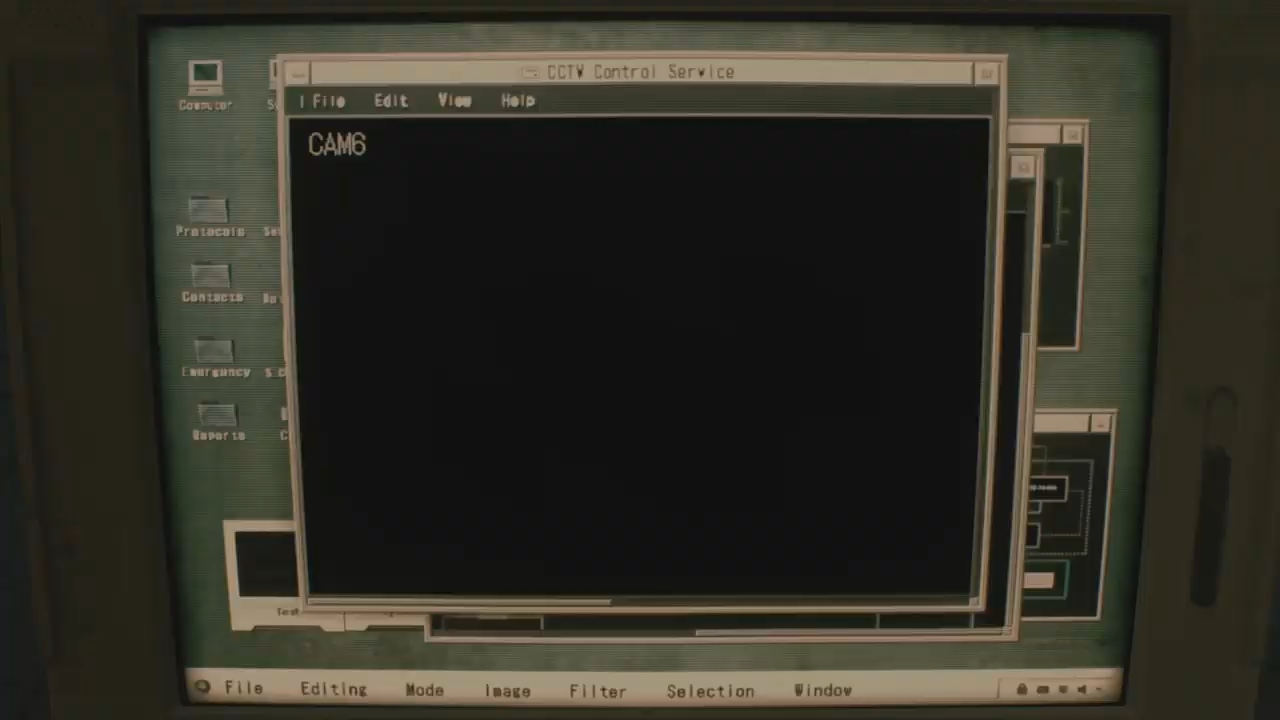 CCTV Control Service
File Edit View Help
CAM6
Computer
Protocols
Contacts
Emergency
Reports
Test
File Editing Mode Image Filter Selection Window